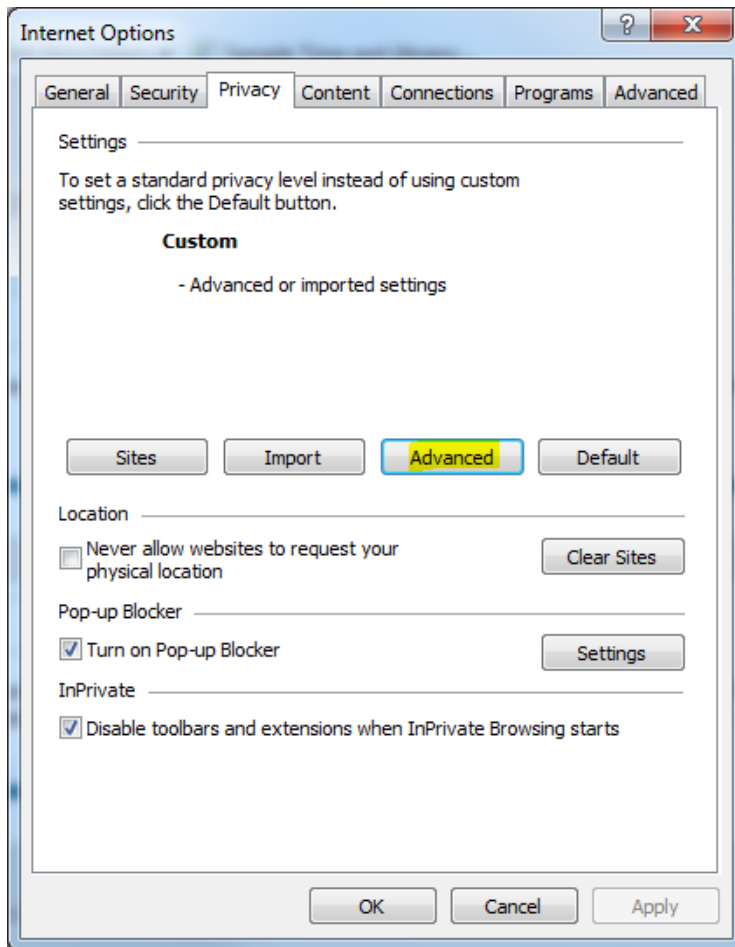 Internet Options
General Security Privacy Content Connections Programs Advanced
Settings
To set a standard privacy level instead of using custom
settings, click the Default button.
Custom
- Advanced or imported settings
Sites Import Advanced Default
Location
Never allow websites to request your
physical location
Clear Sites
Pop-up Blocker
Turn on Pop-up Blocker
Settings
InPrivate
Disable toolbars and extensions when InPrivate Browsing starts
OK Cancel Apply